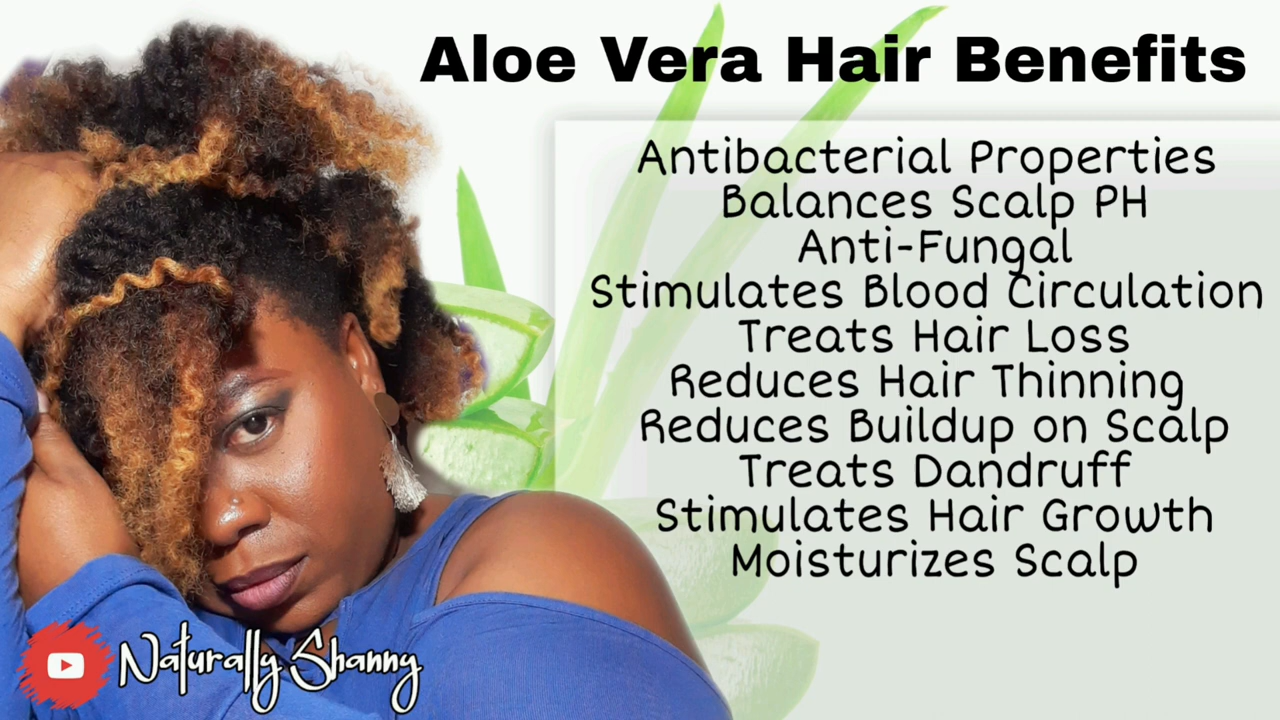 Aloe Vera Hair Benefits
Antibacterial Properties
Balances Scalp PH
Anti-Fungal
Stimulates Blood Circulation
Treats Hair Loss
Reduces Hair Thinning
Reduces Buildup on Scalp
Treats Dandruff
Stimulates Hair Growth
Moisturizes Scalp
Naturally Shanny